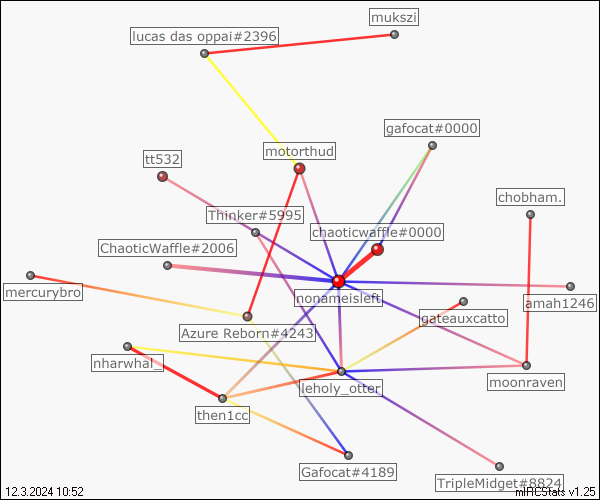 mukszi
lucas das oppai#2396
gafocat#0000
motorthud
tt532
chobham.
Thinker#5995
chaoticwaffle#0000
ChaoticWaffle#2006
mercurybro
nonameisleft
amah1246
gateauxcatto
Azure Reborn#4243
nharwhal_
leholy_otter
moonraven
then1cc
Gafocat#4189
TripleMidget#8824
12.3.2024 10:52
mIRCStats v1.25